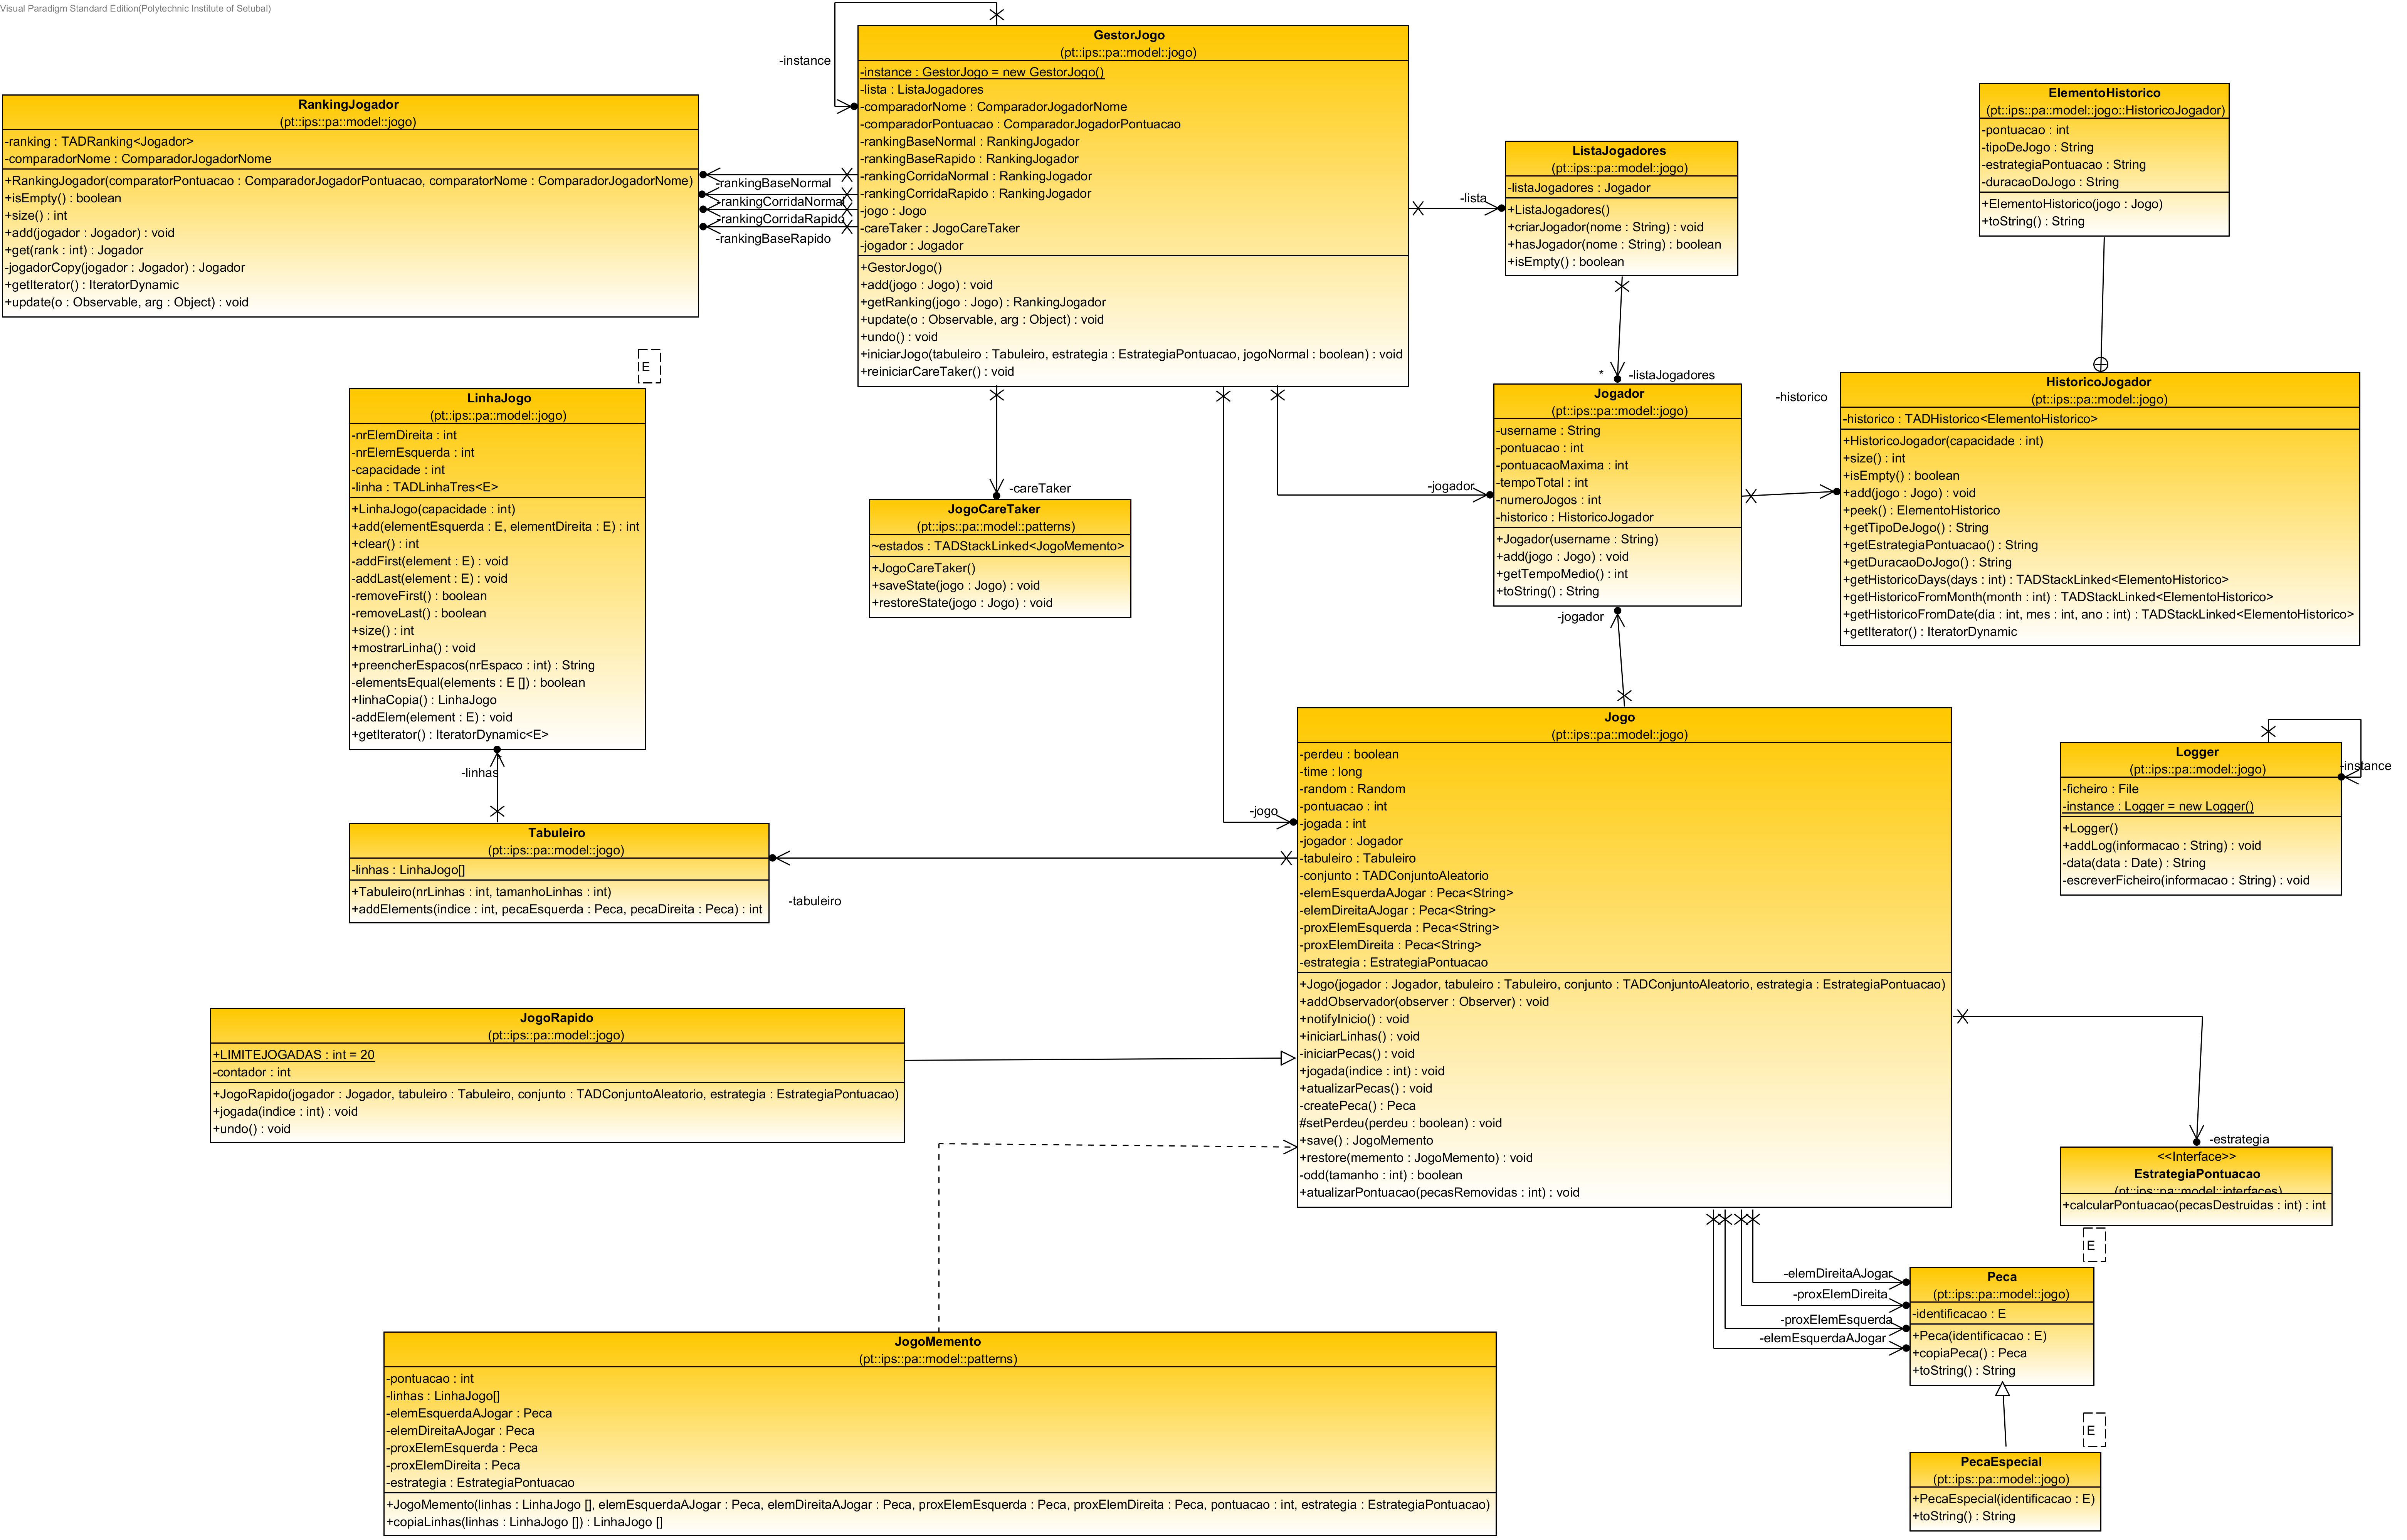 Visual Paradigm Standard Edition(Polytechnic Institute of Setubal)
GestorJogo
(pt::ips::pa::model::jogo)
-instance : GestorJogo = new GestorJogo()
-lista : ListaJogadores
-comparadorNome : ComparadorJogadorNome
-comparadorPontuacao : ComparadorJogadorPontuacao
-rankingBaseNormal : RankingJogador
-rankingBaseRapido : RankingJogador
-rankingCorridaNormal : RankingJogador
-rankingCorridaRapido : RankingJogador
-jogo : Jogo
-careTaker : JogoCareTaker
-jogador : Jogador
+GestorJogo()
+add(jogo : Jogo) : void
+getRanking(jogo : Jogo) : RankingJogador
+update(o : Observable, arg : Object) : void
+undo() : void
+iniciarJogo(tabuleiro : Tabuleiro, estrategia : EstrategiaPontuacao, jogoNormal : boolean) : void
+reiniciarCareTaker() : void
-instance
RankingJogador
(pt::ips::pa::model::jogo)
-ranking : TADRanking<Jogador>
-comparadorNome : ComparadorJogadorNome
+RankingJogador(comparatorPontuacao : ComparadorJogadorPontuacao, comparatorNome : ComparadorJogadorNome)
+isEmpty() : boolean
+size() : int
+add(jogador : Jogador) : void
+get(rank : int) : Jogador
-jogadorCopy(jogador : Jogador) : Jogador
+getIterator() : IteratorDynamic
+update(o : Observable, arg : Object) : void
-rankingBaseNormal
-rankingCorridaNormal
-rankingCorridaRapido
-rankingBaseRapido
ListaJogadores
(pt::ips::pa::model::jogo)
-listaJogadores : Jogador
+ListaJogadores()
+criarJogador(nome : String) : void
+hasJogador(nome : String) : boolean
+isEmpty() : boolean
-lista
ElementoHistorico
(pt::ips::pa::model::jogo::HistoricoJogador)
-pontuacao : int
-tipoDeJogo : String
-estrategiaPontuacao : String
-duracaoDoJogo : String
+ElementoHistorico(jogo : Jogo)
+toString() : String
* -listaJogadores
Jogador
(pt::ips::pa::model::jogo)
-username : String
-pontuacao : int
-pontuacaoMaxima : int
-tempoTotal : int
-numeroJogos : int
-historico : HistoricoJogador
+Jogador(username : String)
+add(jogo : Jogo) : void
+getTempoMedio() : int
+toString() : String
-jogador
-jogador
-historico
HistoricoJogador
(pt::ips::pa::model::jogo)
-historico : TADHistorico<ElementoHistorico>
+HistoricoJogador(capacidade : int)
+size() : int
+isEmpty() : boolean
+add(jogo : Jogo) : void
+peek() : ElementoHistorico
+getTipoDeJogo() : String
+getEstrategiaPontuacao() : String
+getDuracaoDoJogo() : String
+getHistoricoDays(days : int) : TADStackLinked<ElementoHistorico>
+getHistoricoFromMonth(month : int) : TADStackLinked<ElementoHistorico>
+getHistoricoFromDate(dia : int, mes : int, ano : int) : TADStackLinked<ElementoHistorico>
+getIterator() : IteratorDynamic
E
LinhaJogo
(pt::ips::pa::model::jogo)
-nrElemDireita : int
-nrElemEsquerda : int
-capacidade : int
-linha : TADLinhaTres<E>
+LinhaJogo(capacidade : int)
+add(elementEsquerda : E, elementDireita : E) : int
+clear() : int
-addFirst(element : E) : void
-addLast(element : E) : void
-removeFirst() : boolean
-removeLast() : boolean
+size() : int
+mostrarLinha() : void
+preencherEspacos(nrEspaco : int) : String
-elementsEqual(elements : E []) : boolean
+linhaCopia() : LinhaJogo
-addElem(element : E) : void
+getIterator() : IteratorDynamic<E>
-linhas
-careTaker
JogoCareTaker
(pt::ips::pa::model::patterns)
~estados : TADStackLinked<JogoMemento>
+JogoCareTaker()
+saveState(jogo : Jogo) : void
+restoreState(jogo : Jogo) : void
Tabuleiro
(pt::ips::pa::model::jogo)
-linhas : LinhaJogo[]
+Tabuleiro(nrLinhas : int, tamanhoLinhas : int)
+addElements(indice : int, pecaEsquerda : Peca, pecaDireita : Peca) : int
-tabuleiro
-jogo
Jogo
(pt::ips::pa::model::jogo)
-perdeu : boolean
-time : long
-random : Random
-pontuacao : int
-jogada : int
-jogador : Jogador
-tabuleiro : Tabuleiro
-conjunto : TADConjuntoAleatorio
-elemEsquerdaAJogar : Peca<String>
-elemDireitaAJogar : Peca<String>
-proxElemEsquerda : Peca<String>
-proxElemDireita : Peca<String>
-estrategia : EstrategiaPontuacao
+Jogo(jogador : Jogador, tabuleiro : Tabuleiro, conjunto : TADConjuntoAleatorio, estrategia : EstrategiaPontuacao)
+addObservador(observer : Observer) : void
+notifyInicio() : void
+iniciarLinhas() : void
-iniciarPecas() : void
+jogada(indice : int) : void
+atualizarPecas() : void
-createPeca() : Peca
#setPerdeu(perdeu : boolean) : void
+save() : JogoMemento
+restore(memento : JogoMemento) : void
-odd(tamanho : int) : boolean
+atualizarPontuacao(pecasRemovidas : int) : void
Logger
(pt::ips::pa::model::jogo)
-ficheiro : File
-instance : Logger = new Logger()
+Logger()
+addLog(informacao : String) : void
-data(data : Date) : String
-escreverFicheiro(informacao : String) : void
-instance
JogoRapido
(pt::ips::pa::model::jogo)
+LIMITEJOGADAS : int = 20
-contador : int
+JogoRapido(jogador : Jogador, tabuleiro : Tabuleiro, conjunto : TADConjuntoAleatorio, estrategia : EstrategiaPontuacao)
+jogada(indice : int) : void
+undo() : void
-estrategia
<<Interface>>
EstrategiaPontuacao
(pt::ips::pa::model::interfaces)
+calcularPontuacao(pecasDestruidas : int) : int
-elemDireitaAJogar
-proxElemDireita
-proxElemEsquerda
-elemEsquerdaAJogar
E
Peca
(pt::ips::pa::model::jogo)
-identificacao : E
+Peca(identificacao : E)
+copiaPeca() : Peca
+toString() : String
E
PecaEspecial
(pt::ips::pa::model::jogo)
+PecaEspecial(identificacao : E)
+toString() : String
JogoMemento
(pt::ips::pa::model::patterns)
-pontuacao : int
-linhas : LinhaJogo[]
-elemEsquerdaAJogar : Peca
-elemDireitaAJogar : Peca
-proxElemEsquerda : Peca
-proxElemDireita : Peca
-estrategia : EstrategiaPontuacao
+JogoMemento(linhas : LinhaJogo [], elemEsquerdaAJogar : Peca, elemDireitaAJogar : Peca, proxElemEsquerda : Peca, proxElemDireita : Peca, pontuacao : int, estrategia : EstrategiaPontuacao)
+copiaLinhas(linhas : LinhaJogo []) : LinhaJogo []